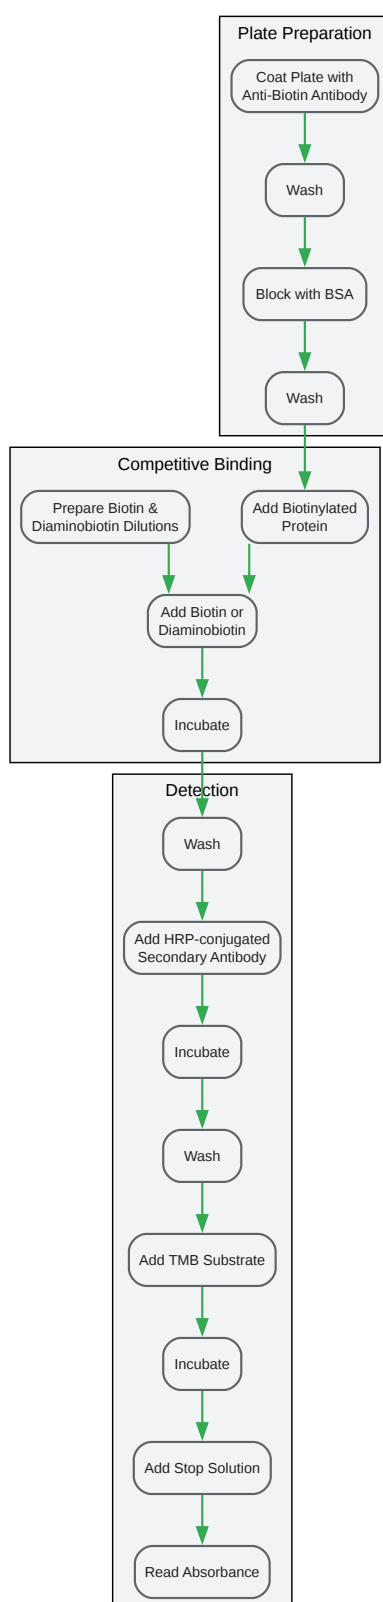 Plate Preparation
Coat Plate with
Anti-Biotin Antibody
Wash
Block with BSA
Wash
Competitive Binding
Prepare Biotin &
Diaminobiotin Dilutions
Add Biotinylated
Protein
Add Biotin or
Diaminobiotin
Incubate
Detection
Wash
Add HRP-conjugated
Secondary Antibody
Incubate
Wash
Add TMB Substrate
Incubate
Add Stop Solution
Read Absorbance